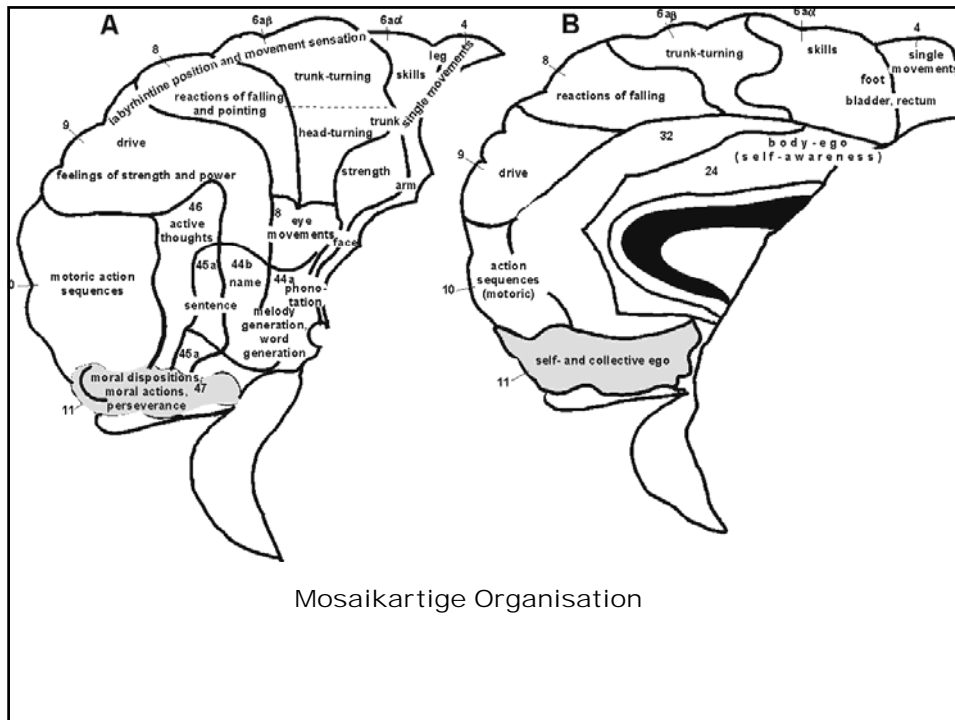 A
6aβ
6aα
4
8
labyrhintine position and movement sensation
leg
trunk-turning
skills
single movements
reactions of falling
and pointing
trunk
9
drive
head-turning
strength
feelings of strength and power
arm
46
active
thoughts
8
eye
movements
face
45a
44b
name
44a
phono-
tation
motoric action
sequences
sentence
melody
generation,
word
generation
45a
moral dispositions,
moral actions,
perseverance
47
11
B
6aβ
6aα
4
trunk-turning
skills
single
movements
8
foot
reactions of falling
bladder, rectum
32
body-ego
(self-awareness)
9
drive
24
action
sequences
(motoric)
10
self- and collective ego
11
Mosaikartige Organisation